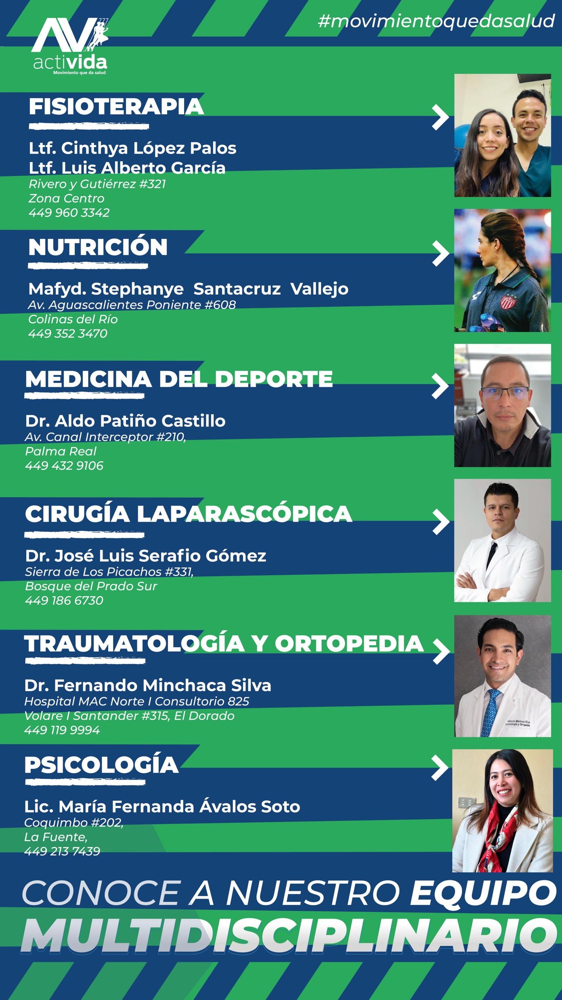 #movimientoquedasalud
AV
activida
Movimiento que da salud
FISIOTERAPIA
Ltf. Cinthya López Palos
Ltf. Luis Alberto García
Rivero y Gutiérrez #321
Zona Centro
449 960 3342
NUTRICIÓN
Mafyd. Stephanye Santacruz Vallejo
Av. Aguascalientes Poniente #608
Colinas del Río
449 352 3470
MEDICINA DEL DEPORTE
Dr. Aldo Patiño Castillo
Av. Canal Interceptor #210,
Palma Real
449 432 9106
CIRUGÍA LAPARASCÓPICA
Dr. José Luis Serafio Gómez
Sierra de Los Picachos #331,
Bosque del Prado Sur
449 186 6730
TRAUMATOLOGÍA Y ORTOPEDIA
Dr. Fernando Minchaca Silva
Hospital MAC Norte I Consultorio 825
Volare I Santander #315, El Dorado
449 119 9994
ernando Minchaca Silva
umatología y Ortopedia
PSICOLOGÍA
Lic. María Fernanda Ávalos Soto
Coquimbo #202,
La Fuente,
449 213 7439
CONOCE A NUESTRO EQUIPO
MULTIDISCIPLINARIO